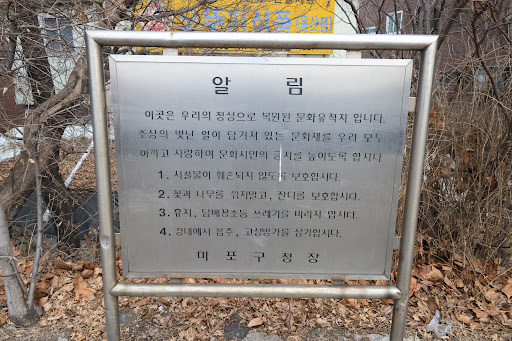 알 림
이곳은 우리의 정성으로 복원된 문화유적지 입니다.
조상의 빛난 얼이 담겨져 있는 문화재를 우리 모두
아끼고 사랑하여 문화시민의 긍지를 높이도록 합시다
1. 시설물이 훼손되지 않도록 보호합시다.
2. 꽃과 나무를 꺾지말고, 잔디를 보호합시다.
3. 휴지, 담배꽁초등 쓰레기를 버리지 맙시다.
4. 경내에서 음주, 고성방가를 삼가합시다.
마 포 구 청 장